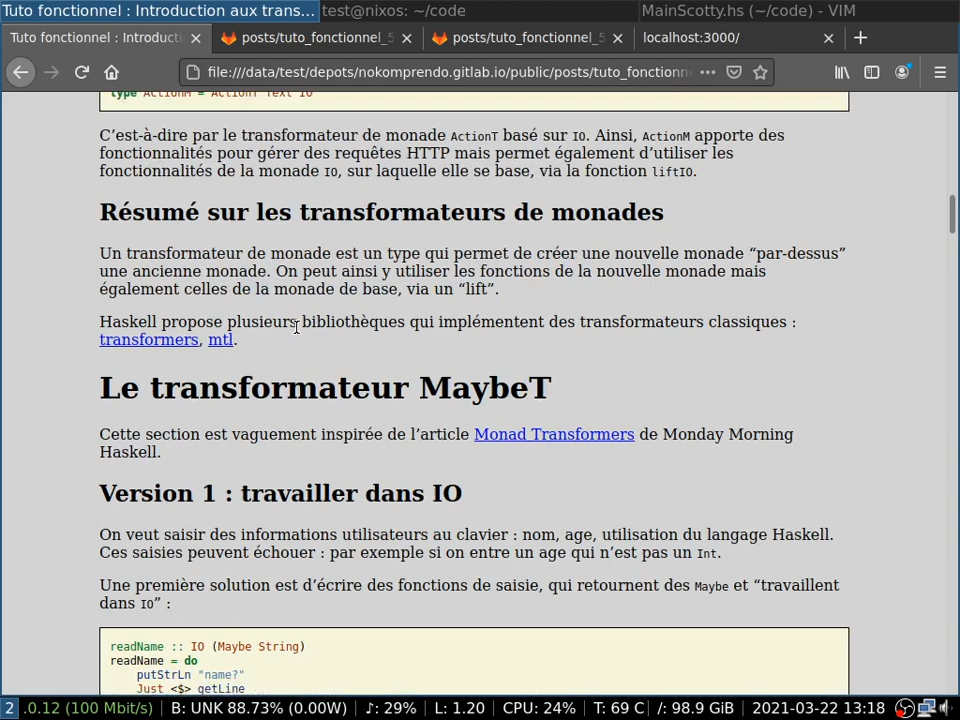 Tuto fonctionnel : Introduction aux trans... test@nixos: ~/code MainScotty.hs (~/code) - VIM
Tuto fonctionnel : Introducti posts/tuto_fonctionnel_5 posts/tuto_fonctionnel_5 localhost:3000/
file:///data/test/depots/nokomprendo.gitlab.io/public/posts/tuto_fonctionn
type ActionM = ActionT Text IO
C’est-à-dire par le transformateur de monade ActionT basé sur IO. Ainsi, ActionM apporte des
fonctionnalités pour gérer des requêtes HTTP mais permet également d’utiliser les
fonctionnalités de la monade IO, sur laquelle elle se base, via la fonction liftIO.
Résumé sur les transformateurs de monades
Un transformateur de monade est un type qui permet de créer une nouvelle monade “par-dessus”
une ancienne monade. On peut ainsi y utiliser les fonctions de la nouvelle monade mais
également celles de la monade de base, via un “lift”.
Haskell propose plusieurs bibliothèques qui implémentent des transformateurs classiques :
transformers, mtl.
Le transformateur MaybeT
Cette section est vaguement inspirée de l’article Monad Transformers de Monday Morning
Haskell.
Version 1 : travailler dans IO
On veut saisir des informations utilisateurs au clavier : nom, age, utilisation du langage Haskell.
Ces saisies peuvent échouer : par exemple si on entre un age qui n’est pas un Int.
Une première solution est d’écrire des fonctions de saisie, qui retournent des Maybe et “travaillent
dans IO” :
readName :: IO (Maybe String)
readName = do
putStrLn "name?"
Just <$> getLine
2 .0.12 (100 Mbit/s) B: UNK 88.73% (0.00W) ♪: 29% L: 1.20 CPU: 24% T: 69 C /: 98.9 GiB 2021-03-22 13:18